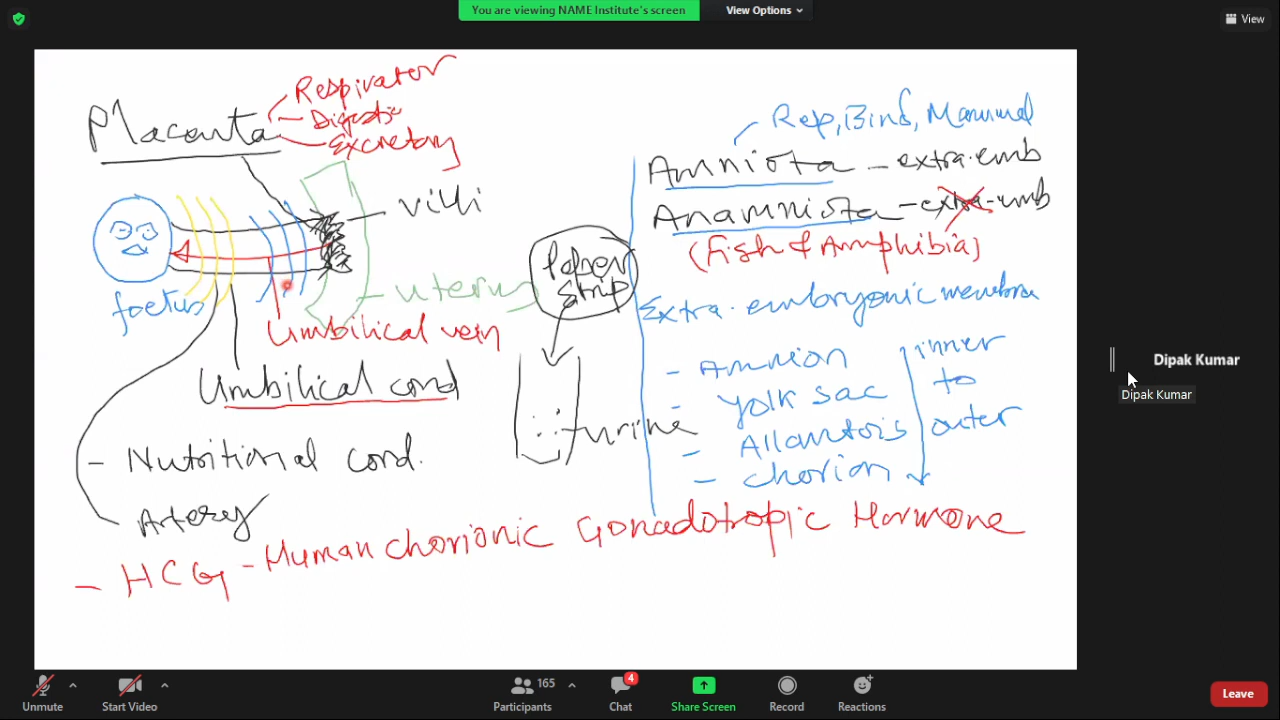 You are viewing NAME Institute's screen
View Options
View
Placenta
Respirator
Digestic
Excretory
villi
foetus
uterus
Umbilical vein
Umbilical cord
- Nutritional cord.
Artery
paper
strip
urine
Rep, Bird, Mammal
Amniota - extra-emb
Anamniota - extra-emb
(Fish & Amphibia)
Extra-embryonic membra
- Amnion
- Yolk sac
- Allantois
- Chorion
inner
to
outer
- HCG - Human chorionic Gonadotropic Hormone
Dipak Kumar
Dipak Kumar
Unmute
Start Video
Participants
165
Chat
4
Share Screen
Record
Reactions
Leave